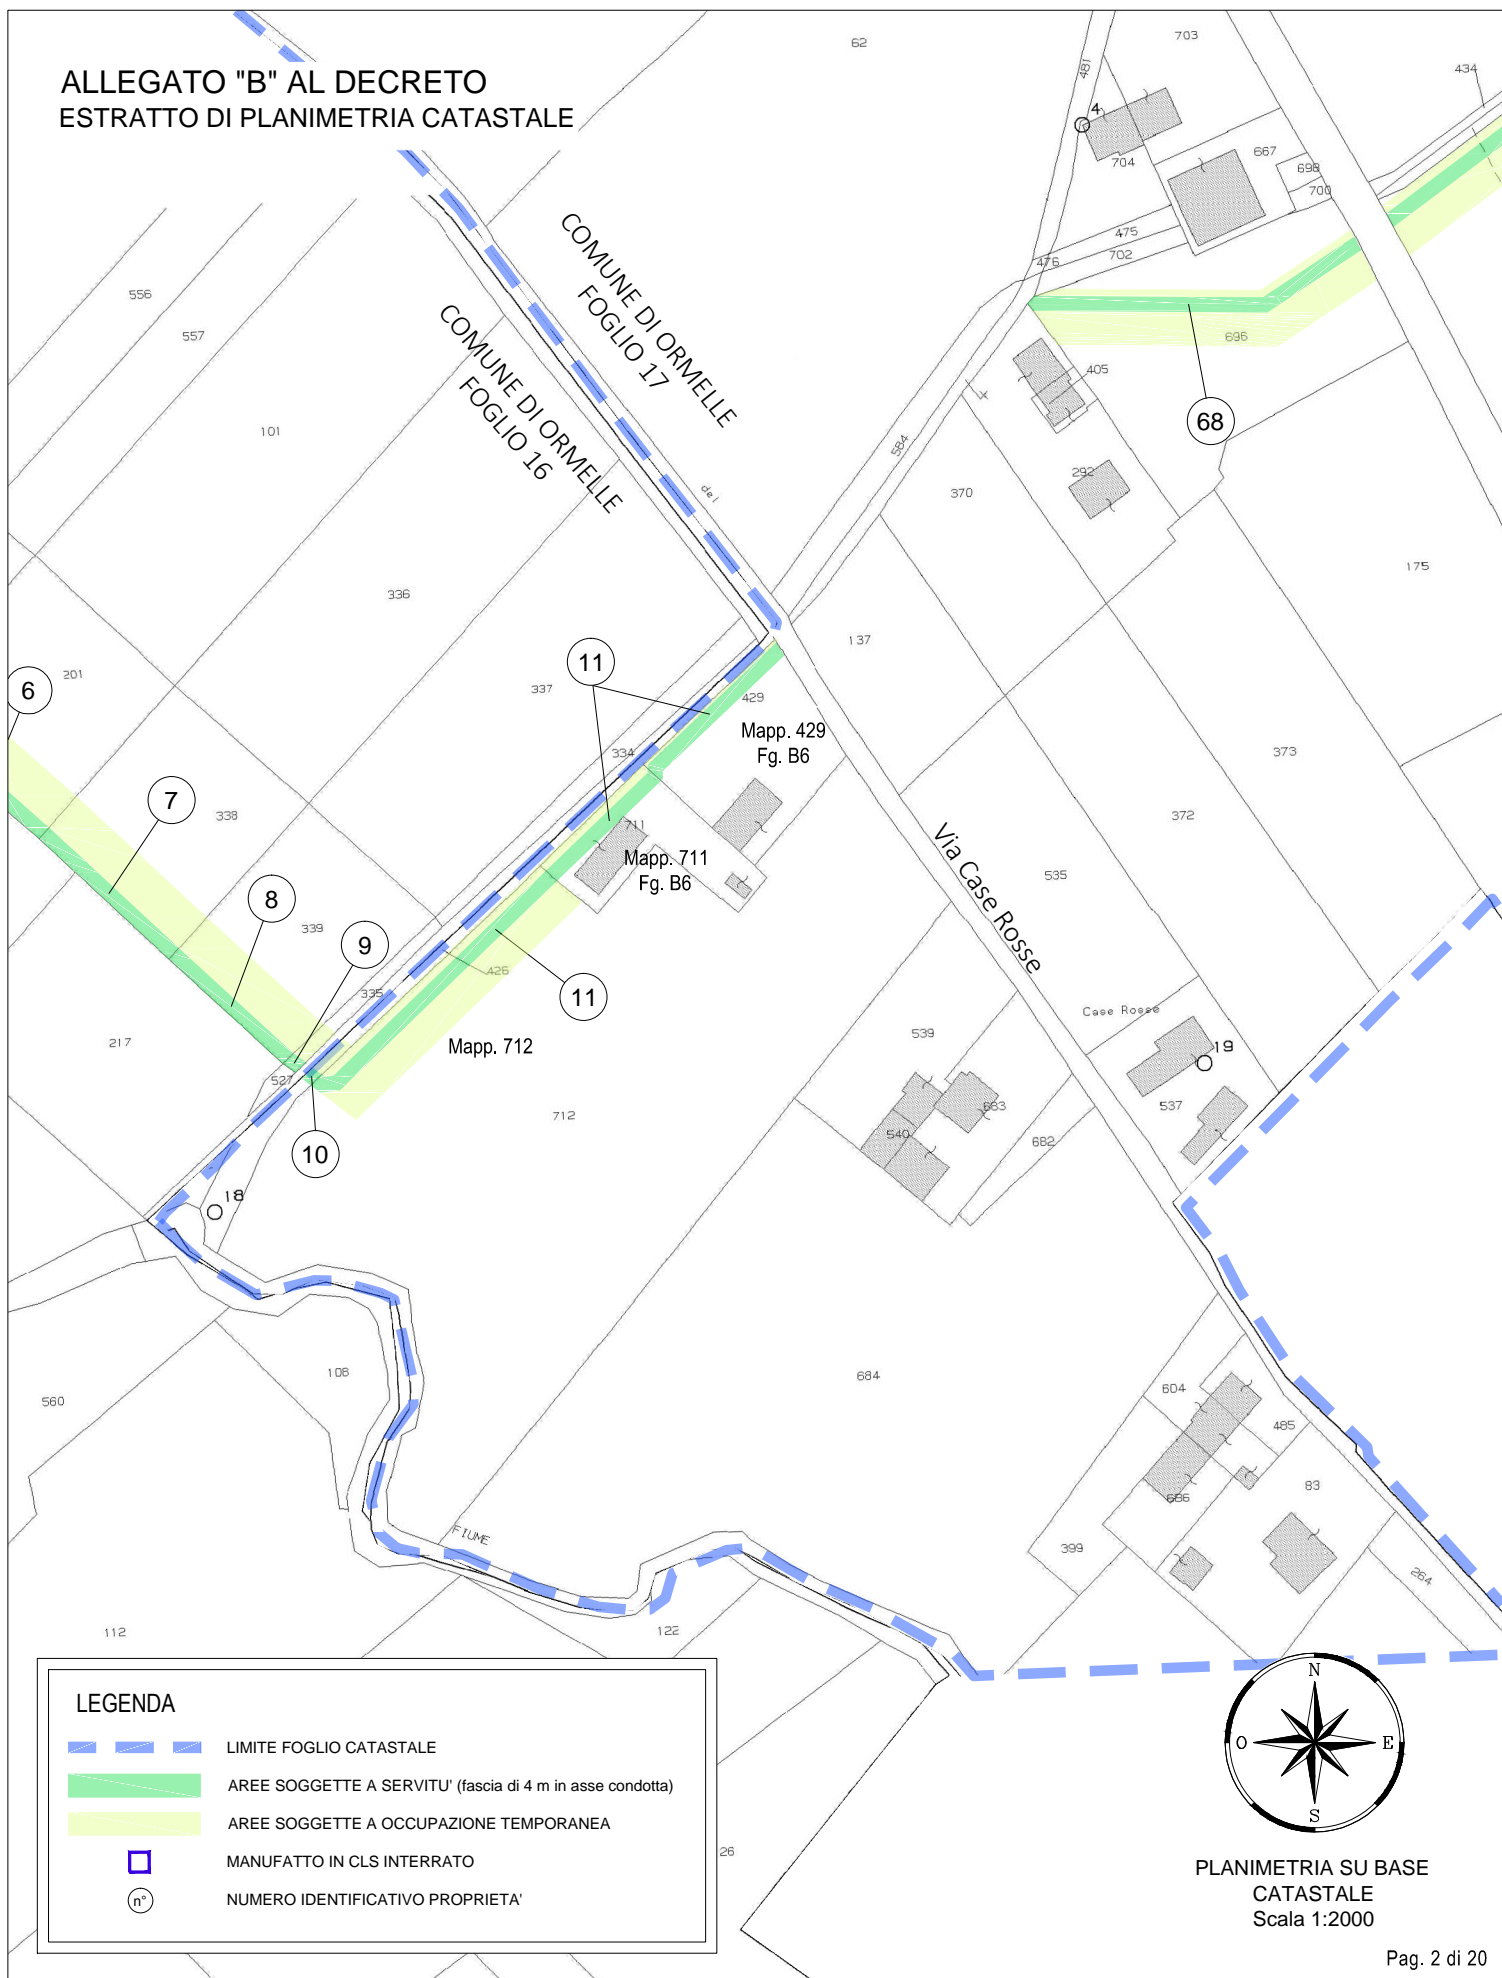 ALLEGATO "B" AL DECRETO
ESTRATTO DI PLANIMETRIA CATASTALE
62
703
481
434
4
704
667
698
700
475
702
476
COMUNE DI ORMELLE
FOGLIO 17
COMUNE DI ORMELLE
FOGLIO 16
556
557
696
405
68
101
584
292
370
del
175
336
137
11
201
6
337
429
334
Mapp. 429
Fg. B6
373
7
338
711
372
Mapp. 711
Fg. B6
Via Case Rosse
535
8
339
9
426
335
11
Case Rosse
217
Mapp. 712
539
19
527
683
537
712
540
682
10
18
108
684
560
604
485
686
83
FIUME
399
264
112
122
26
LEGENDA
LIMITE FOGLIO CATASTALE
AREE SOGGETTE A SERVITU' (fascia di 4 m in asse condotta)
AREE SOGGETTE A OCCUPAZIONE TEMPORANEA
MANUFATTO IN CLS INTERRATO
n°
NUMERO IDENTIFICATIVO PROPRIETA'
N
O
E
S
PLANIMETRIA SU BASE
CATASTALE
Scala 1:2000
Pag. 2 di 20